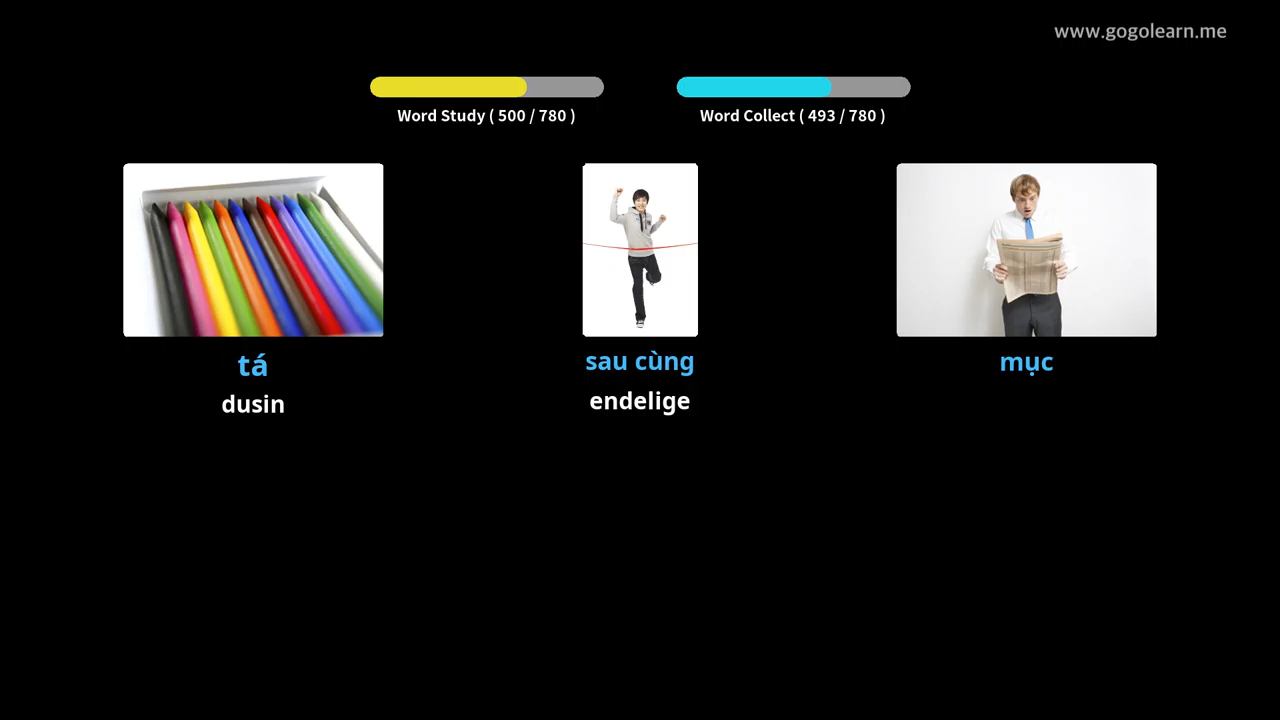 www.gogolearn.me
Word Study ( 500 / 780 )
Word Collect ( 493 / 780 )
tá
sau cùng
mục
dusin
endelige